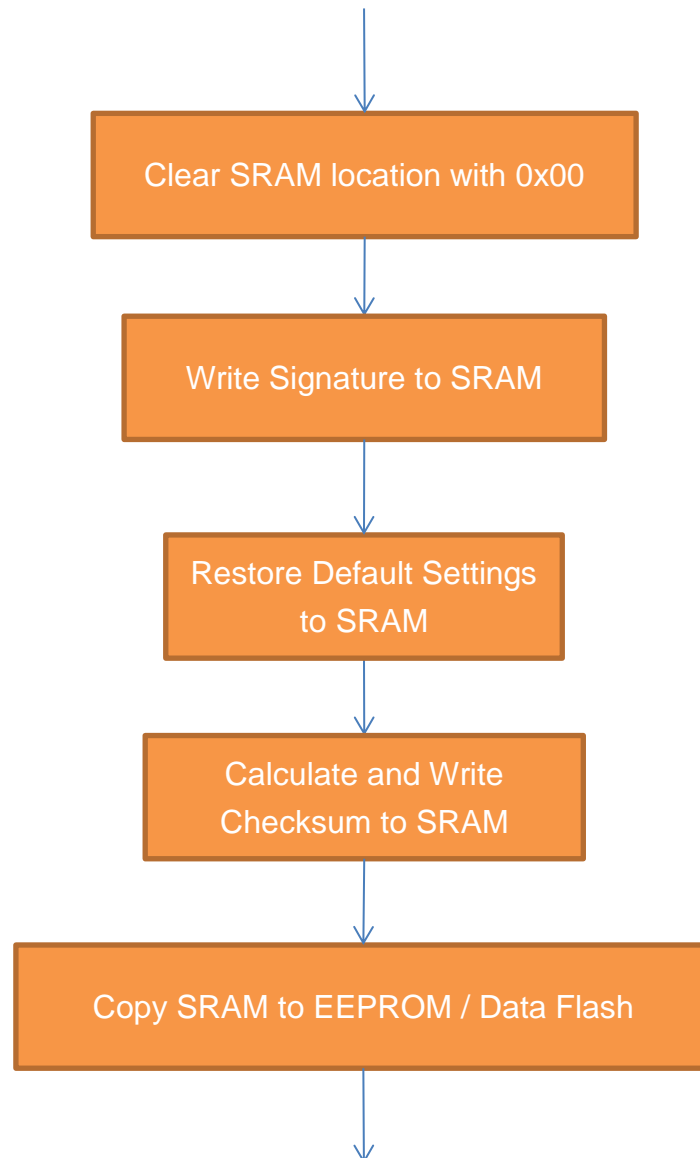 Clear SRAM location with 0x00
Write Signature to SRAM
Restore Default Settings
to SRAM
Calculate and Write
Checksum to SRAM
Copy SRAM to EEPROM / Data Flash